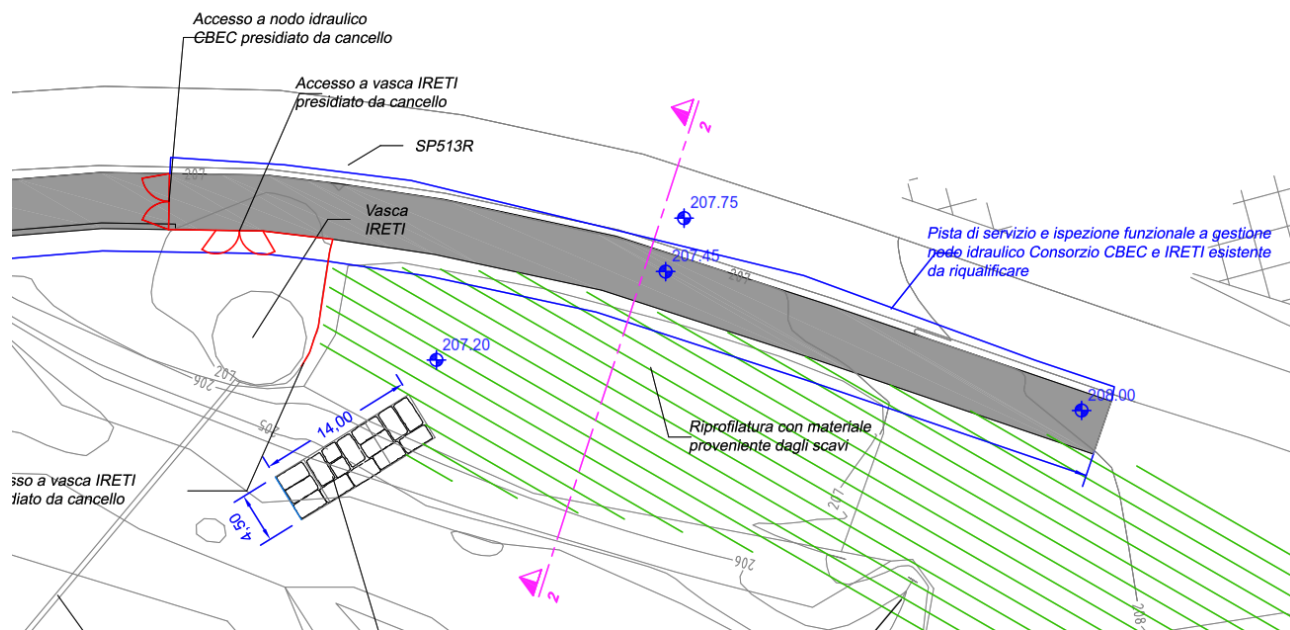 Accesso a nodo idraulico
CBEC presidiato da cancello
Accesso a vasca IRETI
presidiato da cancello
SP513R
2
207
Vasca
IRETI
207.75
207.45
207
Pista di servizio e ispezione funzionale a gestione
nodo idraulico Consorzio CBEC e IRETI esistente
da riqualificare
207.20
207
206
205
14,00
208.00
Riprofilatura con materiale
proveniente dagli scavi
sso a vasca IRETI
diato da cancello
4,50
207
206
2
208